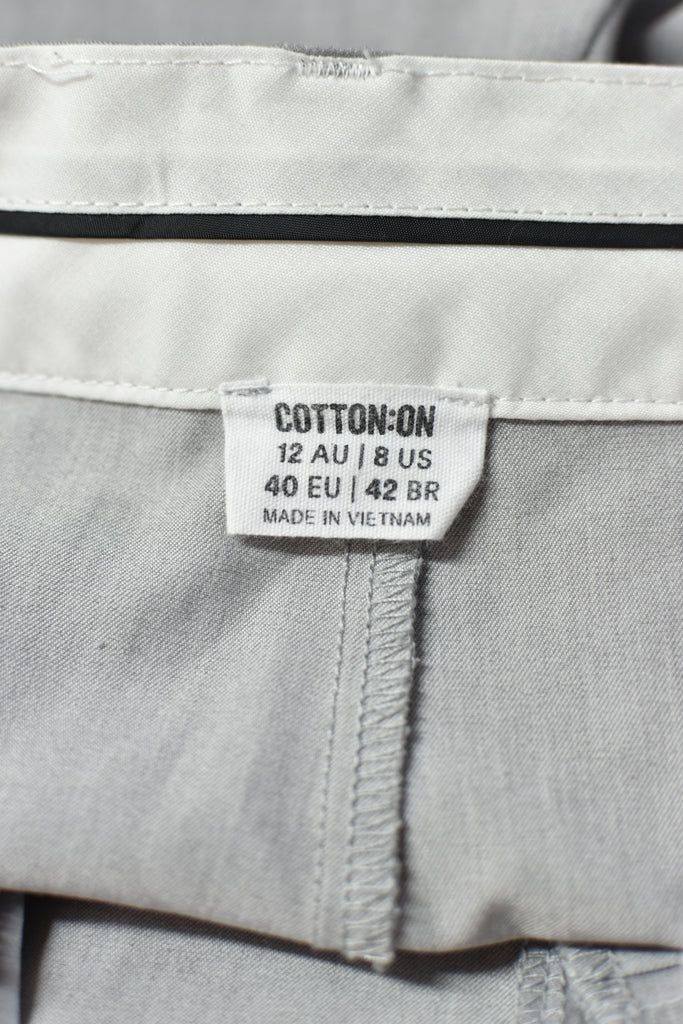 COTTON:ON
12 AU | 8 US
40 EU | 42 BR
MADE IN VIETNAM